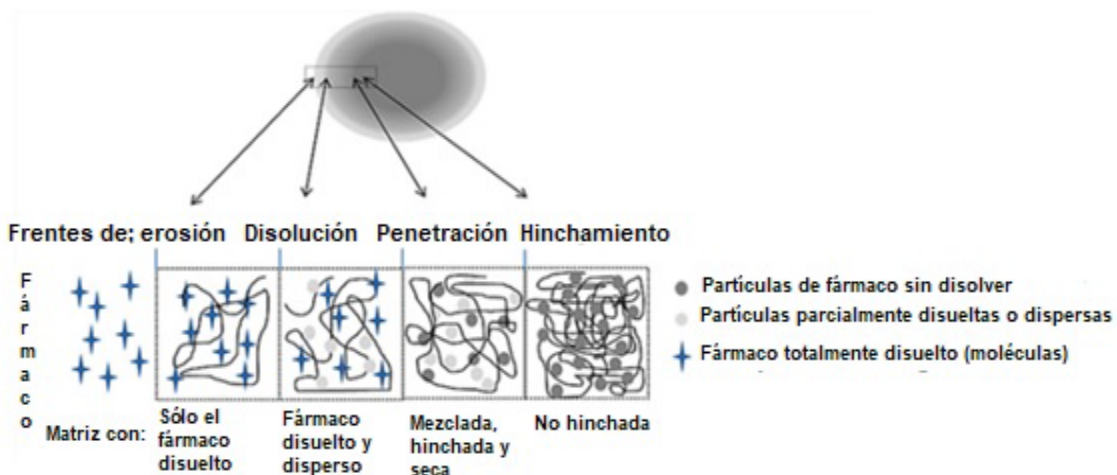 Frentes de; erosión Disolución Penetración Hinchamiento
Fármaco
Partículas de fármaco sin disolver
Partículas parcialmente disueltas o dispersas
Fármaco totalmente disuelto (moléculas)
Matriz con:
Sólo el
fármaco
disuelto
Fármaco
disuelto y
disperso
Mezclada,
hinchada y
seca
No hinchada